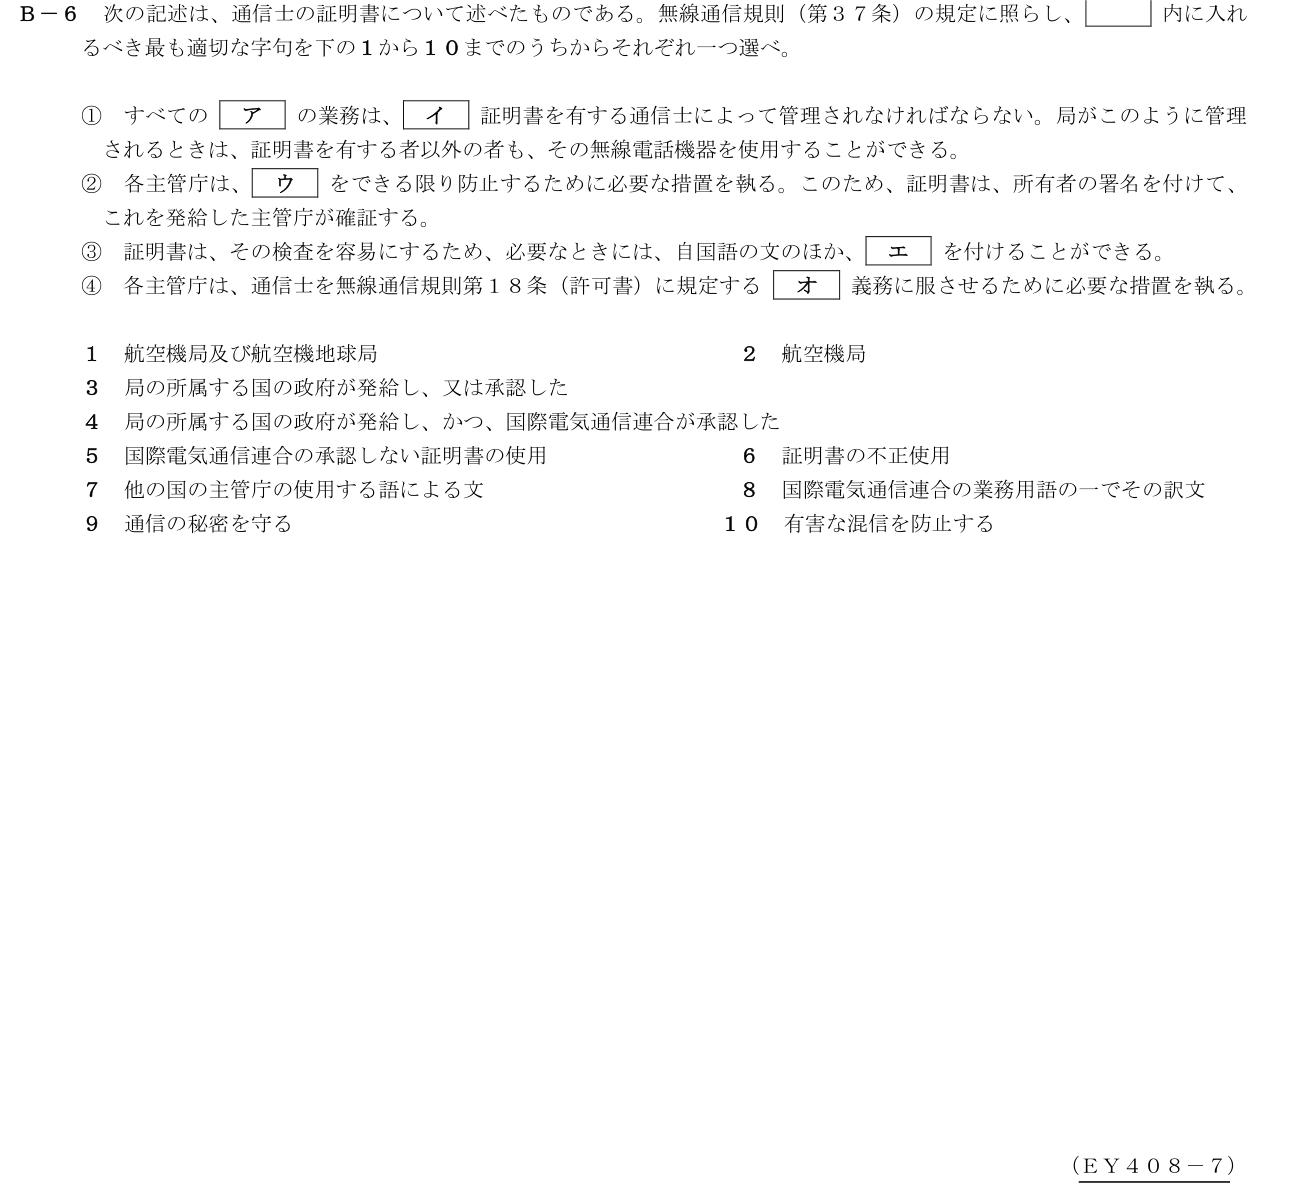 Ｂ－６　次の記述は、通信士の証明書について述べたものである。無線通信規則（第３７条）の規定に照らし、　　　内に入れ
るべき最も適切な字句を下の１から１０までのうちからそれぞれ一つ選べ。
①　すべての ア の業務は、 イ 証明書を有する通信士によって管理されなければならない。局がこのように管理
されるときは、証明書を有する者以外の者も、その無線電話機器を使用することができる。
②　各主管庁は、 ウ をできる限り防止するために必要な措置を執る。このため、証明書は、所有者の署名を付けて、
これを発給した主管庁が確証する。
③　証明書は、その検査を容易にするため、必要なときには、自国語の文のほか、 エ を付けることができる。
④　各主管庁は、通信士を無線通信規則第１８条（許可書）に規定する オ 義務に服させるために必要な措置を執る。
１　航空機局及び航空機地球局　２　航空機局
３　局の所属する国の政府が発給し、又は承認した
４　局の所属する国の政府が発給し、かつ、国際電気通信連合が承認した
５　国際電気通信連合の承認しない証明書の使用　６　証明書の不正使用
７　他の国の主管庁の使用する語による文　８　国際電気通信連合の業務用語の一でその訳文
９　通信の秘密を守る　１０　有害な混信を防止する
（ＥＹ４０８－７）